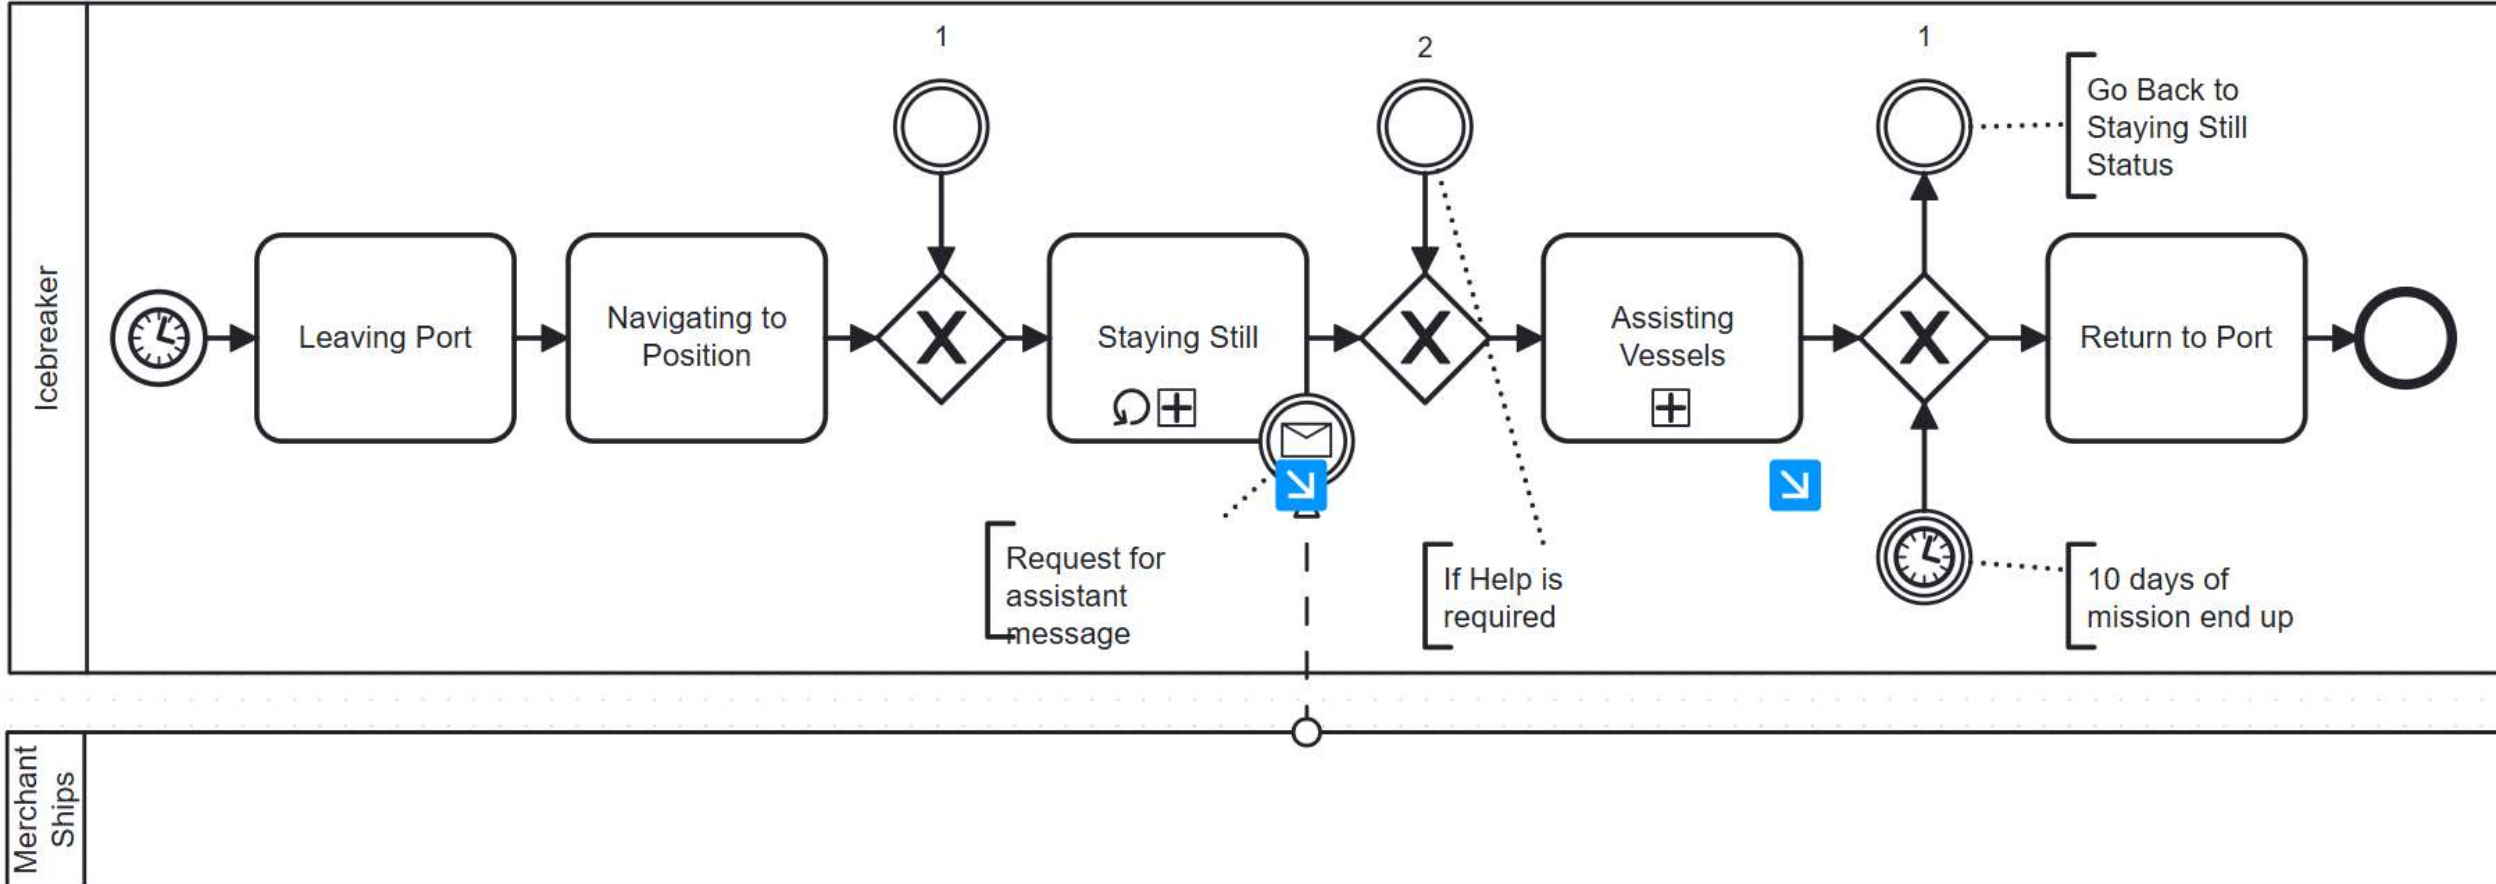 Icebreaker
1
2
1
Go Back to
Staying Still
Status
Leaving Port
Navigating to
Position
Staying Still
Assisting
Vessels
Return to Port
Request for
assistant
message
If Help is
required
10 days of
mission end up
Merchant
Ships